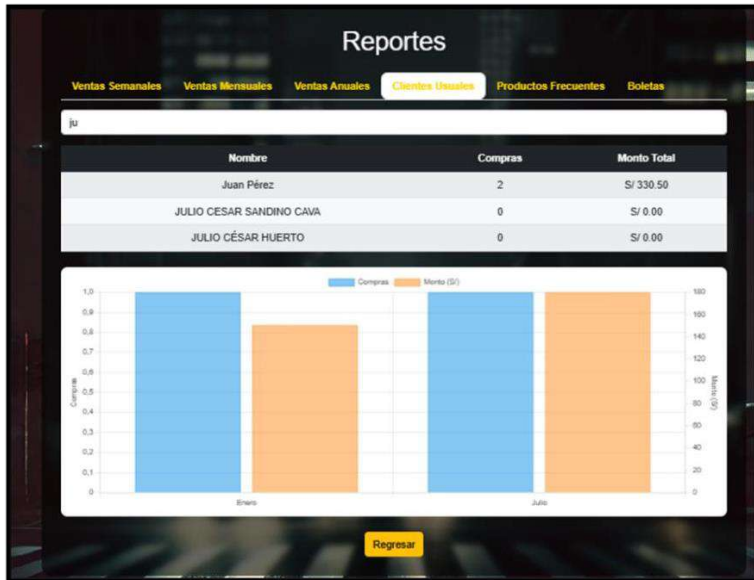 Reportes
Ventas Semanales Ventas Mensuales Ventas Anuales Clientes Usuales Productos Frecuentes Boletas
ju
Nombre Compras Monto Total
Juan Pérez 2 S/ 330.50
JULIO CESAR SANDINO CAVA 0 S/ 0.00
JULIO CÉSAR HUERTO 0 S/ 0.00
Compras Monto (S/)
1,0 180
0,9 160
0,8 140
0,7 120
0,6 100
0,5 80
0,4 60
0,3 40
0,2 20
0,1 0
0
Compras
Monto (S/)
Enero Julio
Regresar